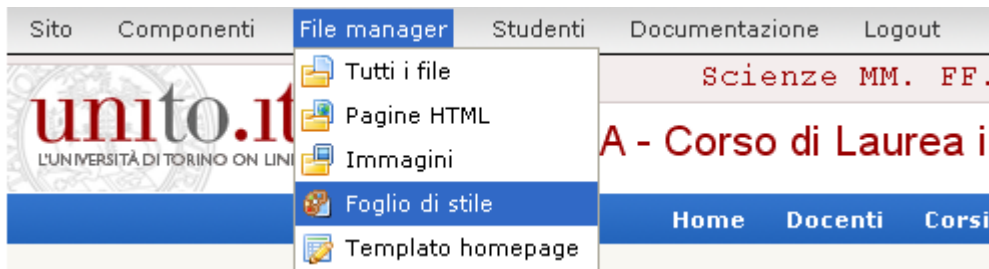 Sito Componenti File manager Studenti Documentazione Logout
Tutti i file
Pagine HTML
Immagini
Foglio di stile
Templato homepage
Scienze MM. FF.
unito.it
L'UNIVERSITÀ DI TORINO ON LIN
A - Corso di Laurea i
Home Docenti Corsi